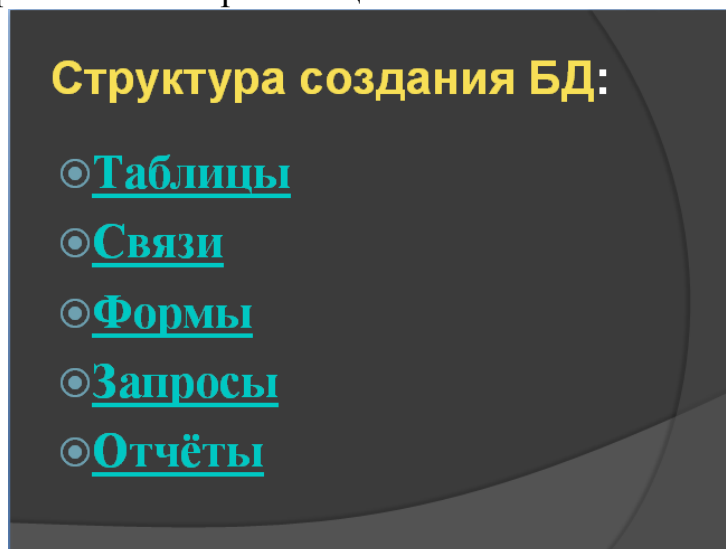 Структура создания БД:
Таблицы
Связи
Формы
Запросы
Отчёты